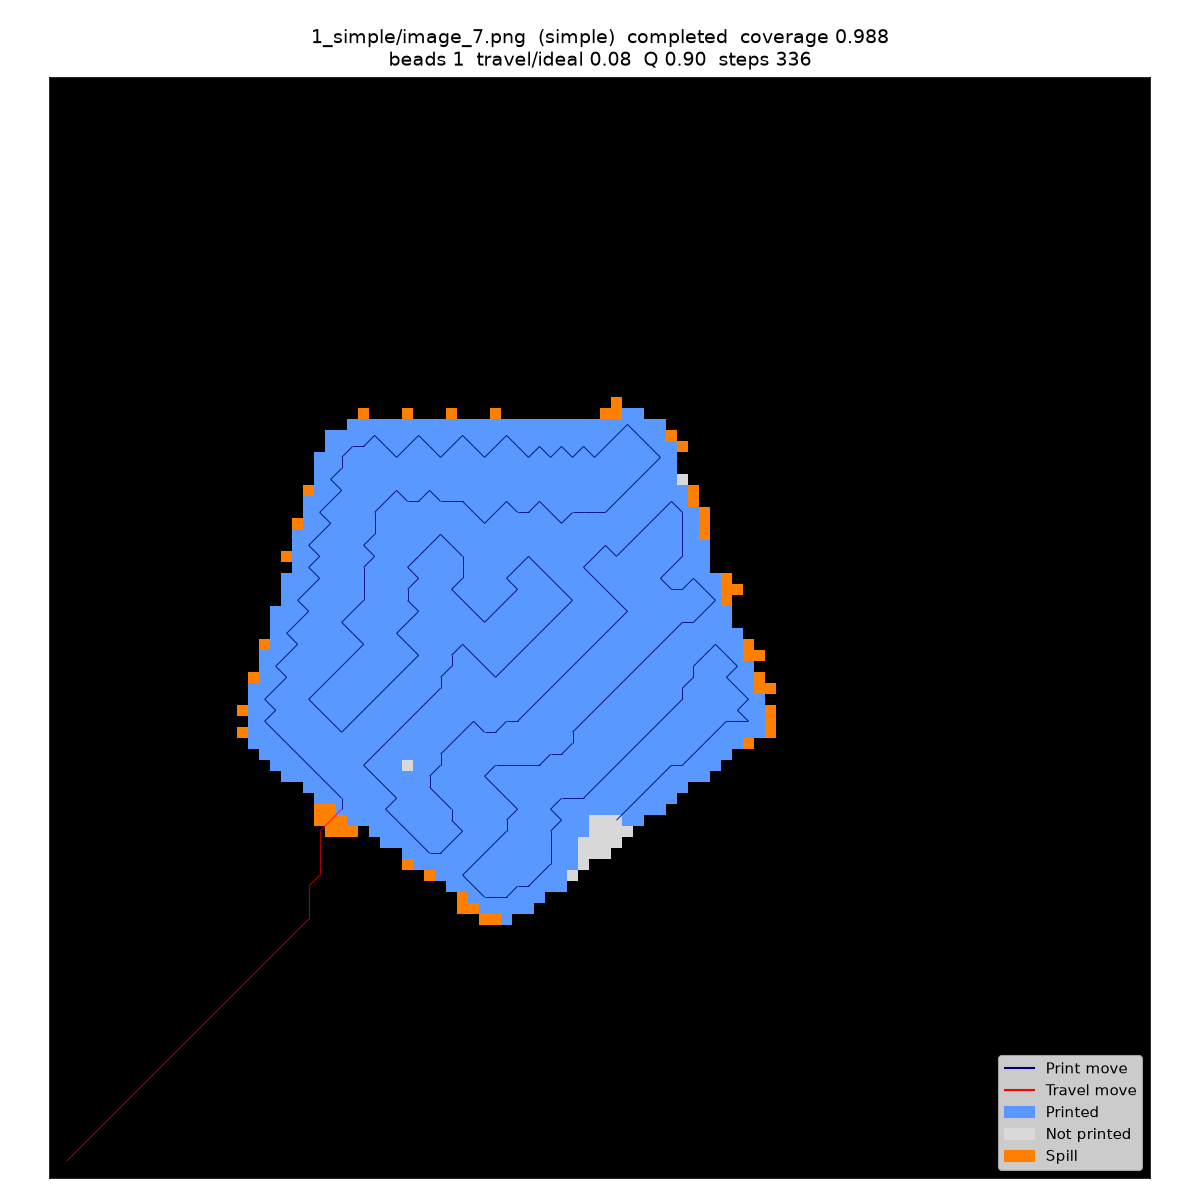 1_simple/image_7.png  (simple)  completed  coverage 0.988
beads 1  travel/ideal 0.08  Q 0.90  steps 336
Print move
Travel move
Printed
Not printed
Spill